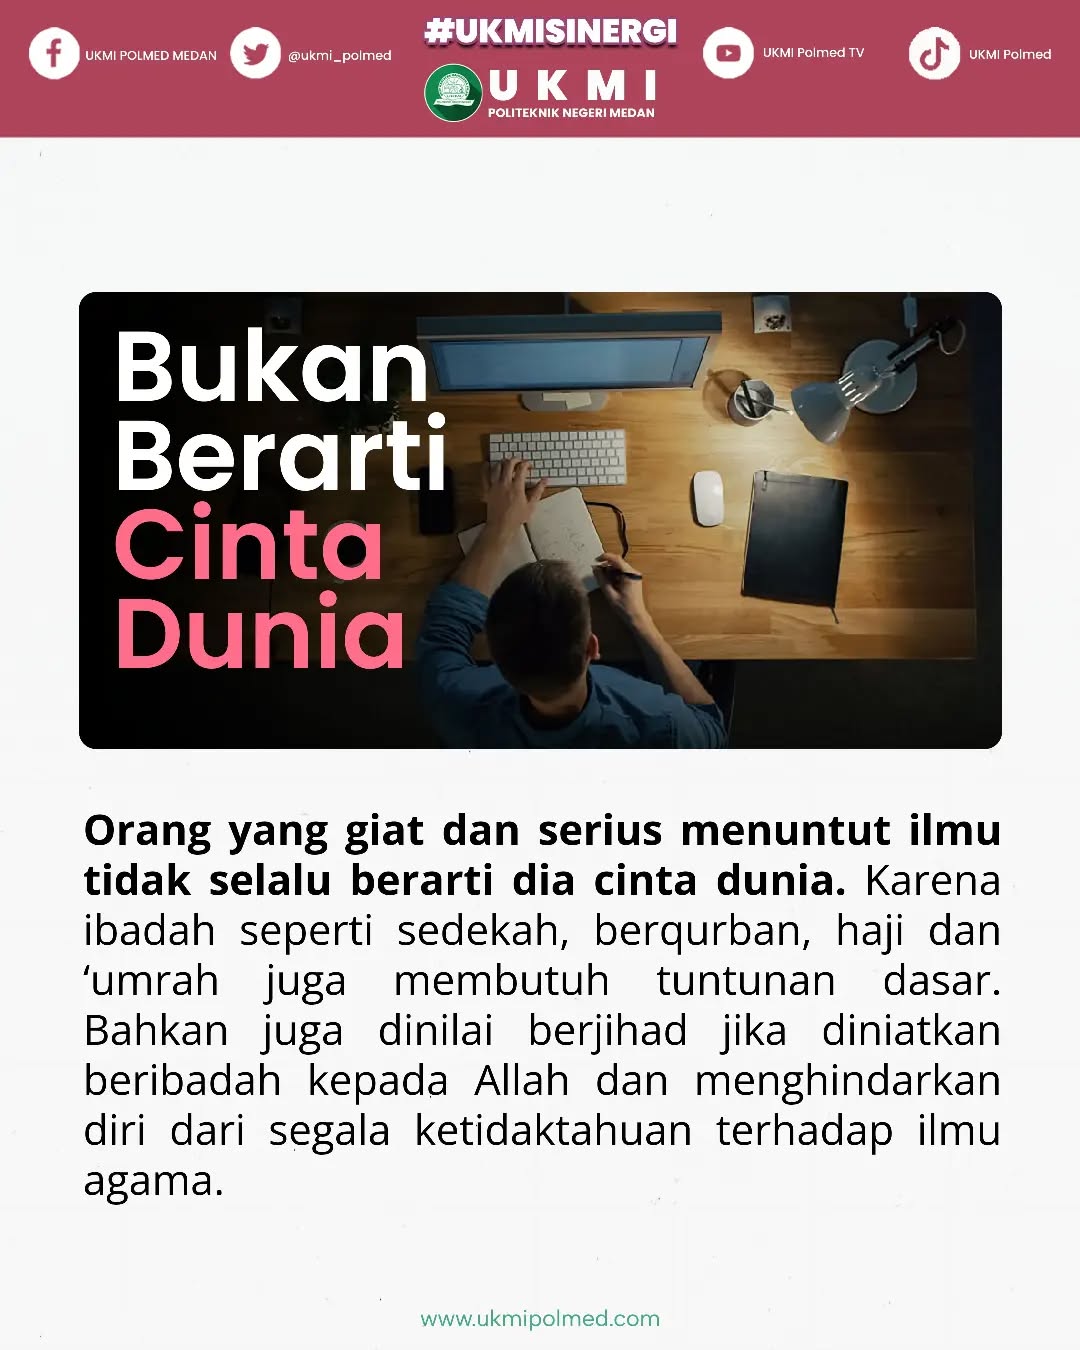 UKMI POLMED MEDAN
@ukmi_polmed
#UKMISINERGI
UKMI
POLITEKNIK NEGERI MEDAN
UKMI Polmed TV
UKMI Polmed
Bukan
Berarti
Cinta
Dunia
Orang yang giat dan serius menuntut ilmu
tidak selalu berarti dia cinta dunia. Karena
ibadah seperti sedekah, berqurban, haji dan
‘umrah juga membutuh tuntunan dasar.
Bahkan juga dinilai berjihad jika diniatkan
beribadah kepada Allah dan menghindarkan
diri dari segala ketidaktahuan terhadap ilmu
agama.
www.ukmipolmed.com